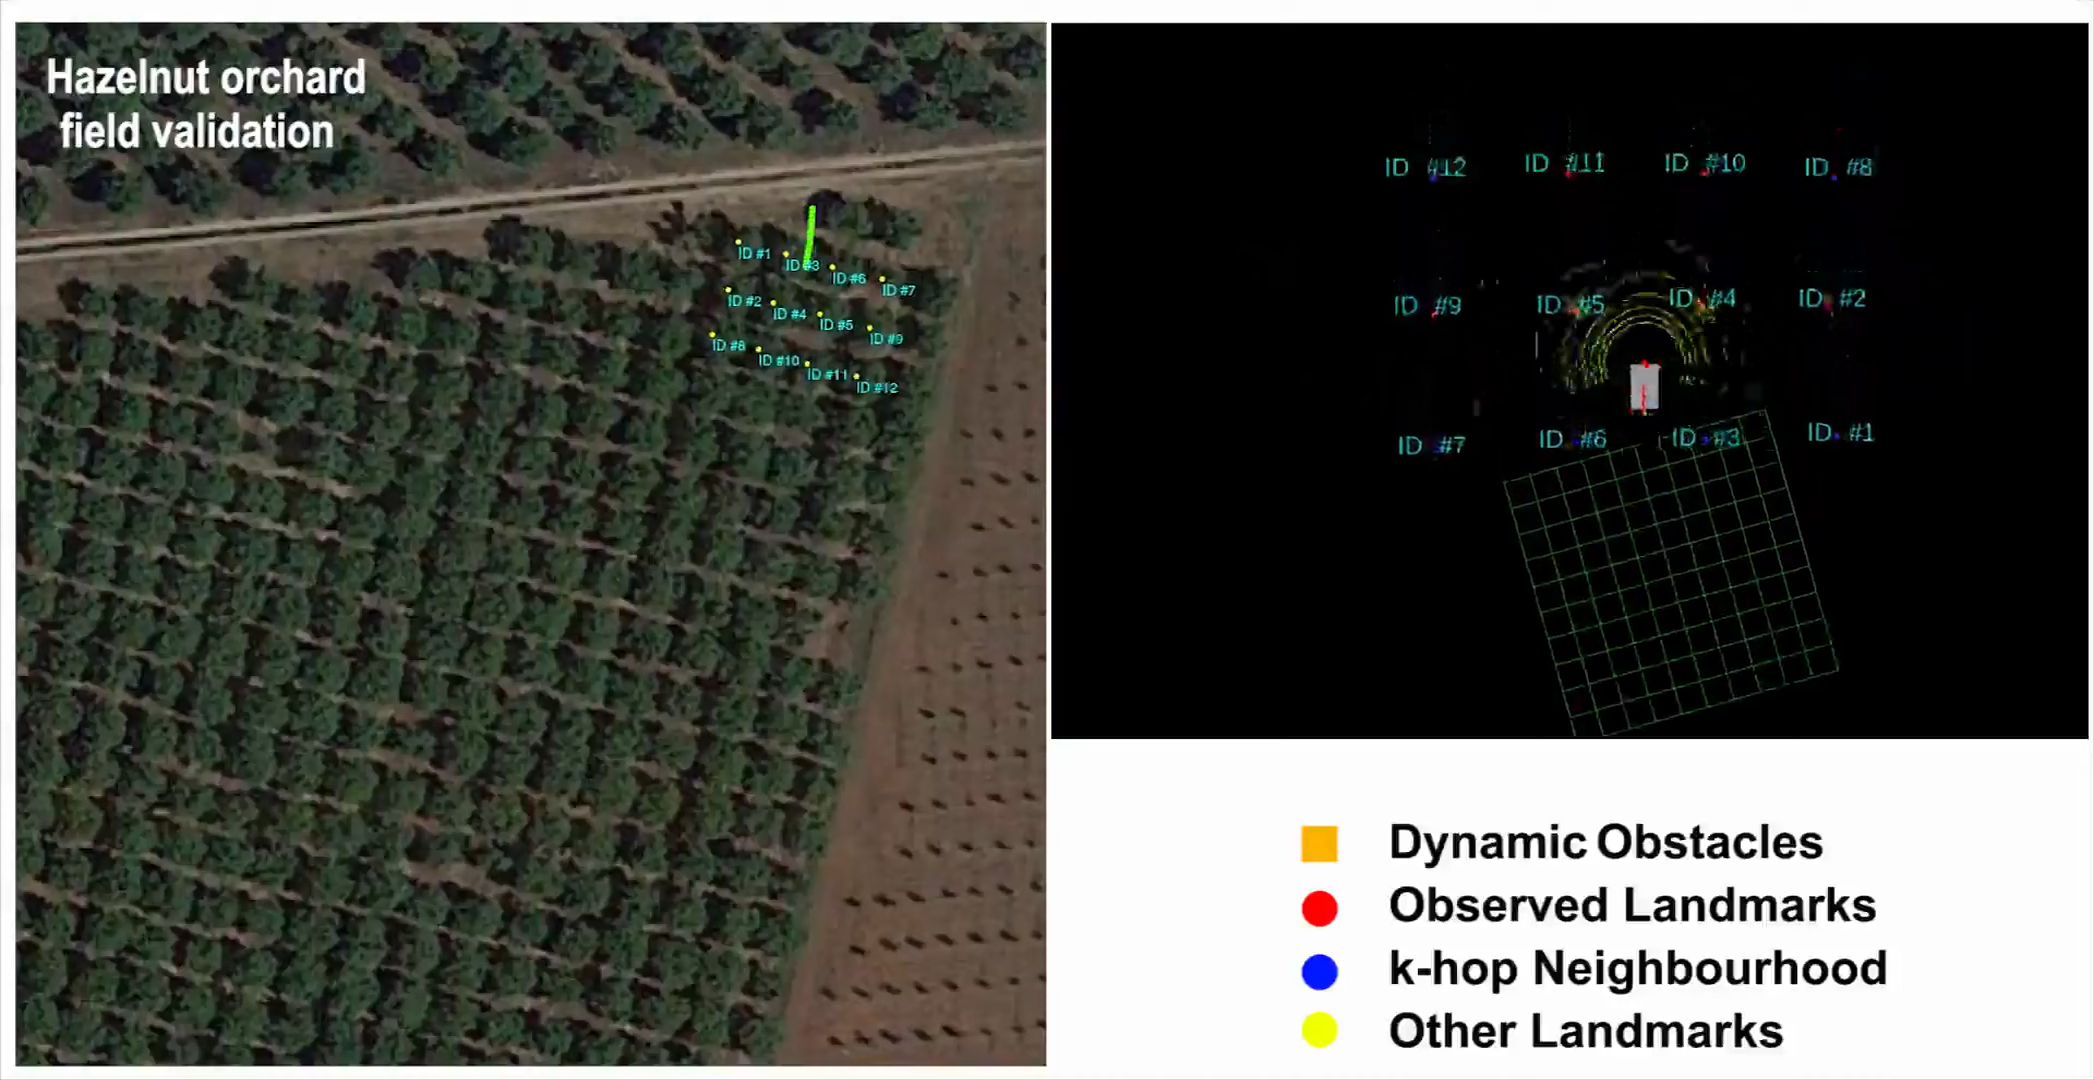 Hazelnut orchard
field validation
ID #1
ID #3
ID #6
ID #7
ID #2
ID #4
ID #5
ID #9
ID #8
ID #10
ID #11
ID #12
ID #12
ID #11
ID #10
ID #8
ID #9
ID #5
ID #4
ID #2
ID #7
ID #6
ID #3
ID #1
Dynamic Obstacles
Observed Landmarks
k-hop Neighbourhood
Other Landmarks